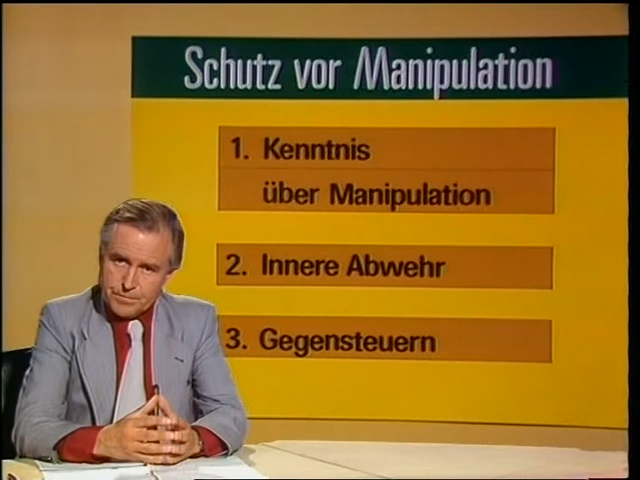 Schutz vor Manipulation
1. Kenntnis
über Manipulation
2. Innere Abwehr
3. Gegensteuern